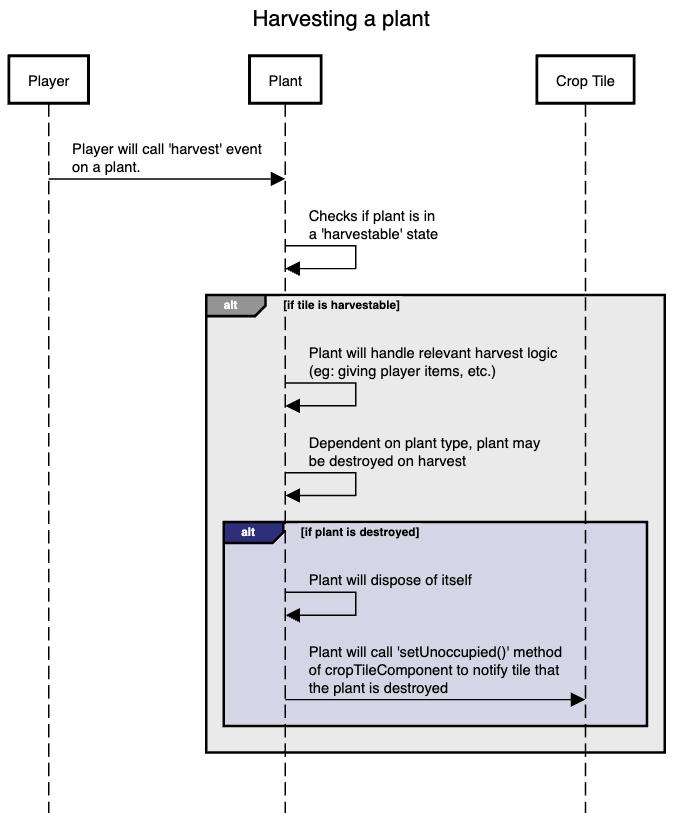 Harvesting a plant
Player
Plant
Crop Tile
Player will call 'harvest' event
on a plant.
Checks if plant is in
a 'harvestable' state
alt
[if tile is harvestable]
Plant will handle relevant harvest logic
(eg: giving player items, etc.)
Dependent on plant type, plant may
be destroyed on harvest
alt
[if plant is destroyed]
Plant will dispose of itself
Plant will call 'setUnoccupied()' method
of cropTileComponent to notify tile that
the plant is destroyed